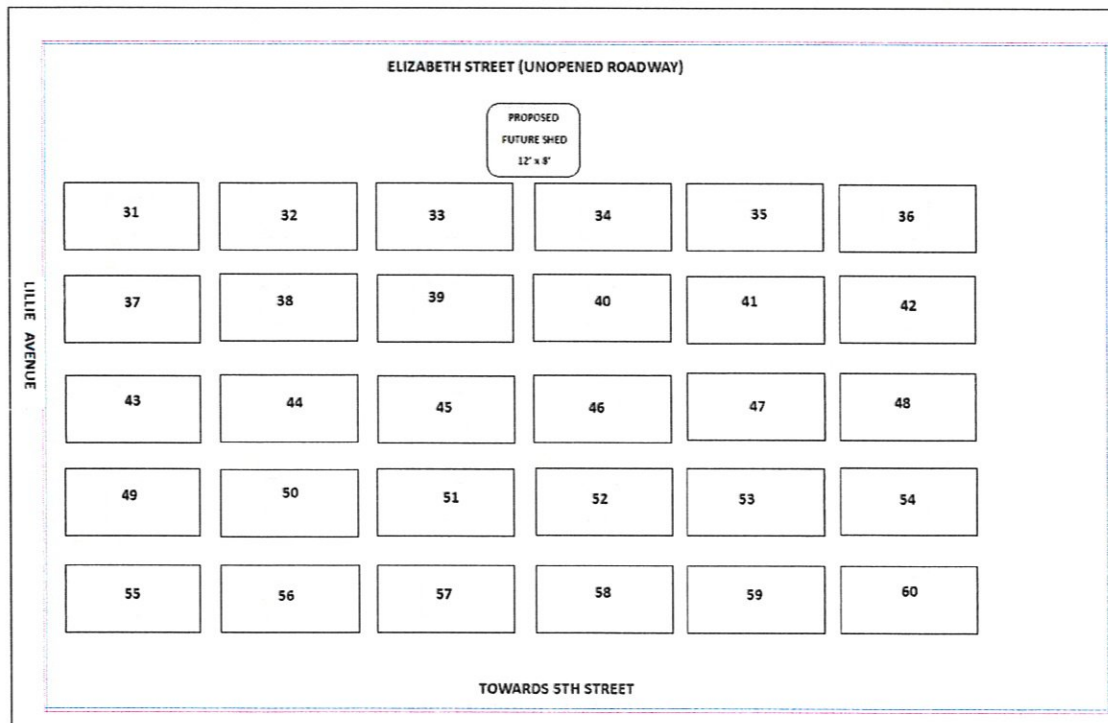 ELIZABETH STREET (UNOPENED ROADWAY)
PROPOSED
FUTURE SHED
12' x 8'
31 32 33 34 35 36
LILLIE AVENUE
37 38 39 40 41 42
43 44 45 46 47 48
49 50 51 52 53 54
55 56 57 58 59 60
TOWARDS 5TH STREET